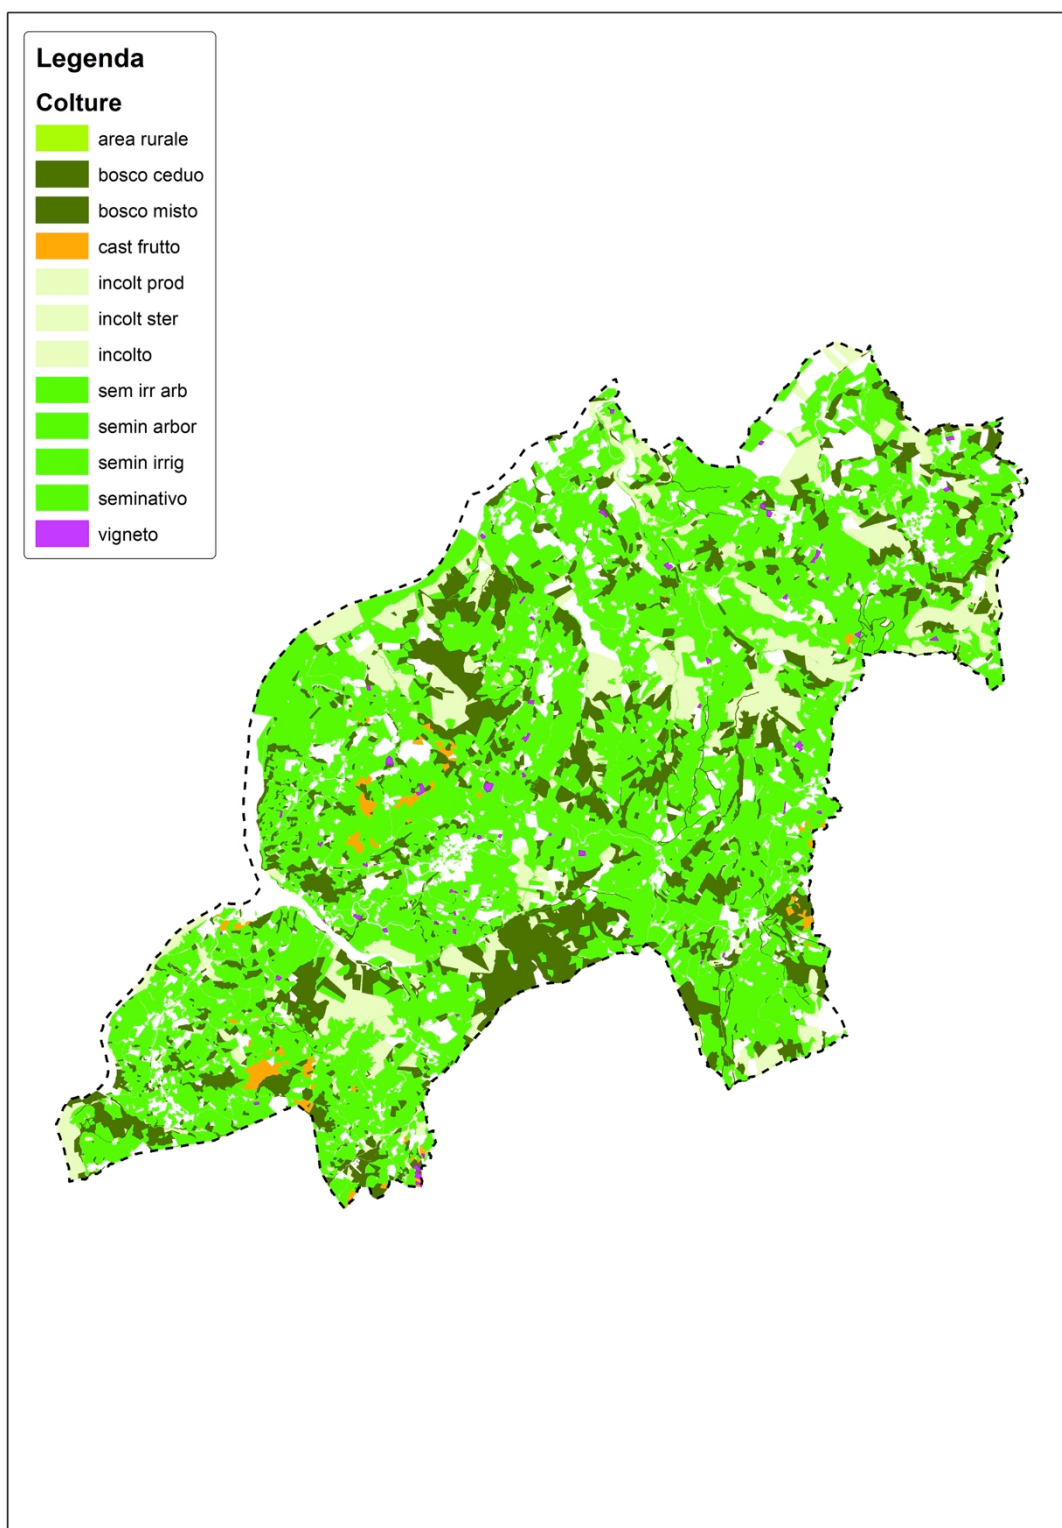 Legenda
Colture
area rurale
bosco ceduo
bosco misto
cast frutto
incolt prod
incolt ster
incolto
sem irr arb
semin arbor
semin irrig
seminativo
vigneto